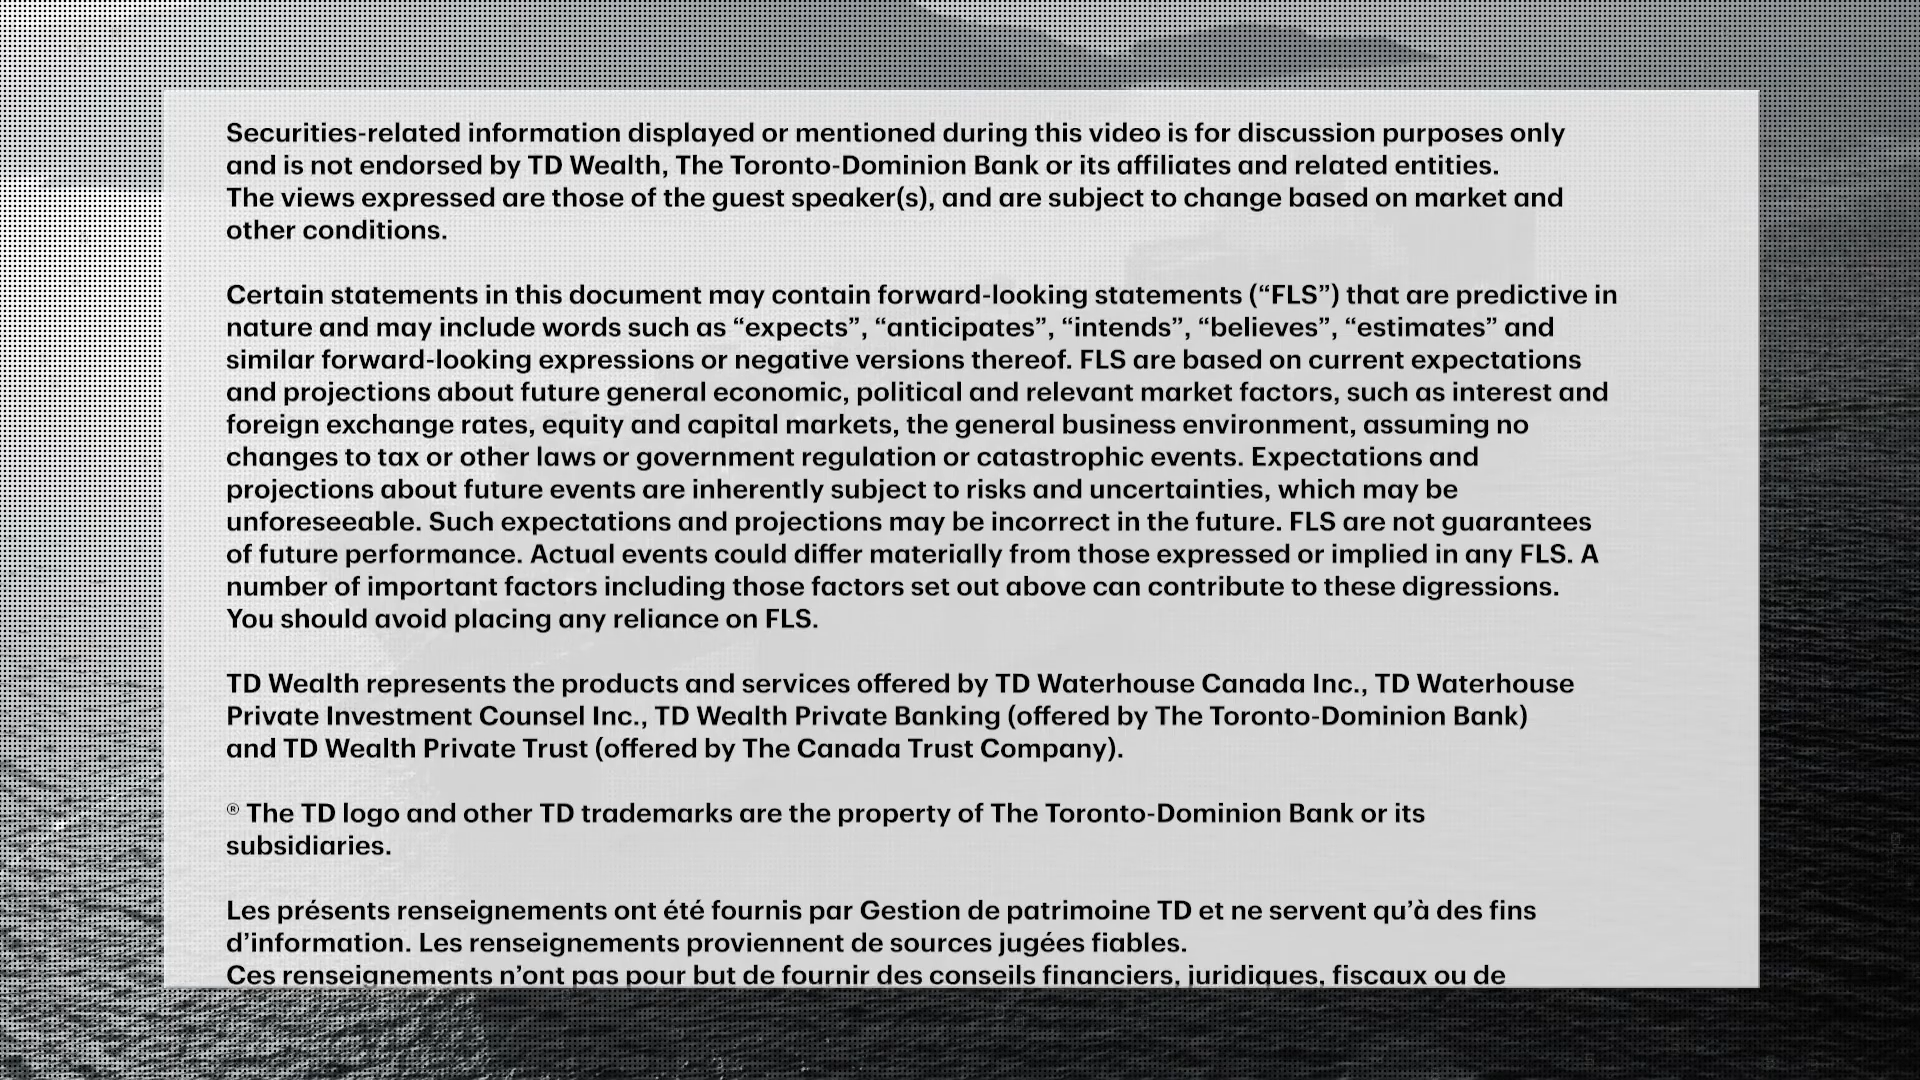 Securities-related information displayed or mentioned during this video is for discussion purposes only
and is not endorsed by TD Wealth, The Toronto-Dominion Bank or its affiliates and related entities.
The views expressed are those of the guest speaker(s), and are subject to change based on market and
other conditions.
Certain statements in this document may contain forward-looking statements (“FLS”) that are predictive in
nature and may include words such as “expects”, “anticipates”, “intends”, “believes”, “estimates” and
similar forward-looking expressions or negative versions thereof. FLS are based on current expectations
and projections about future general economic, political and relevant market factors, such as interest and
foreign exchange rates, equity and capital markets, the general business environment, assuming no
changes to tax or other laws or government regulation or catastrophic events. Expectations and
projections about future events are inherently subject to risks and uncertainties, which may be
unforeseeable. Such expectations and projections may be incorrect in the future. FLS are not guarantees
of future performance. Actual events could differ materially from those expressed or implied in any FLS. A
number of important factors including those factors set out above can contribute to these digressions.
You should avoid placing any reliance on FLS.
TD Wealth represents the products and services offered by TD Waterhouse Canada Inc., TD Waterhouse
Private Investment Counsel Inc., TD Wealth Private Banking (offered by The Toronto-Dominion Bank)
and TD Wealth Private Trust (offered by The Canada Trust Company).
® The TD logo and other TD trademarks are the property of The Toronto-Dominion Bank or its
subsidiaries.
Les présents renseignements ont été fournis par Gestion de patrimoine TD et ne servent qu’à des fins
d’information. Les renseignements proviennent de sources jugées fiables.
Ces renseignements n’ont pas pour but de fournir des conseils financiers, juridiques, fiscaux ou de